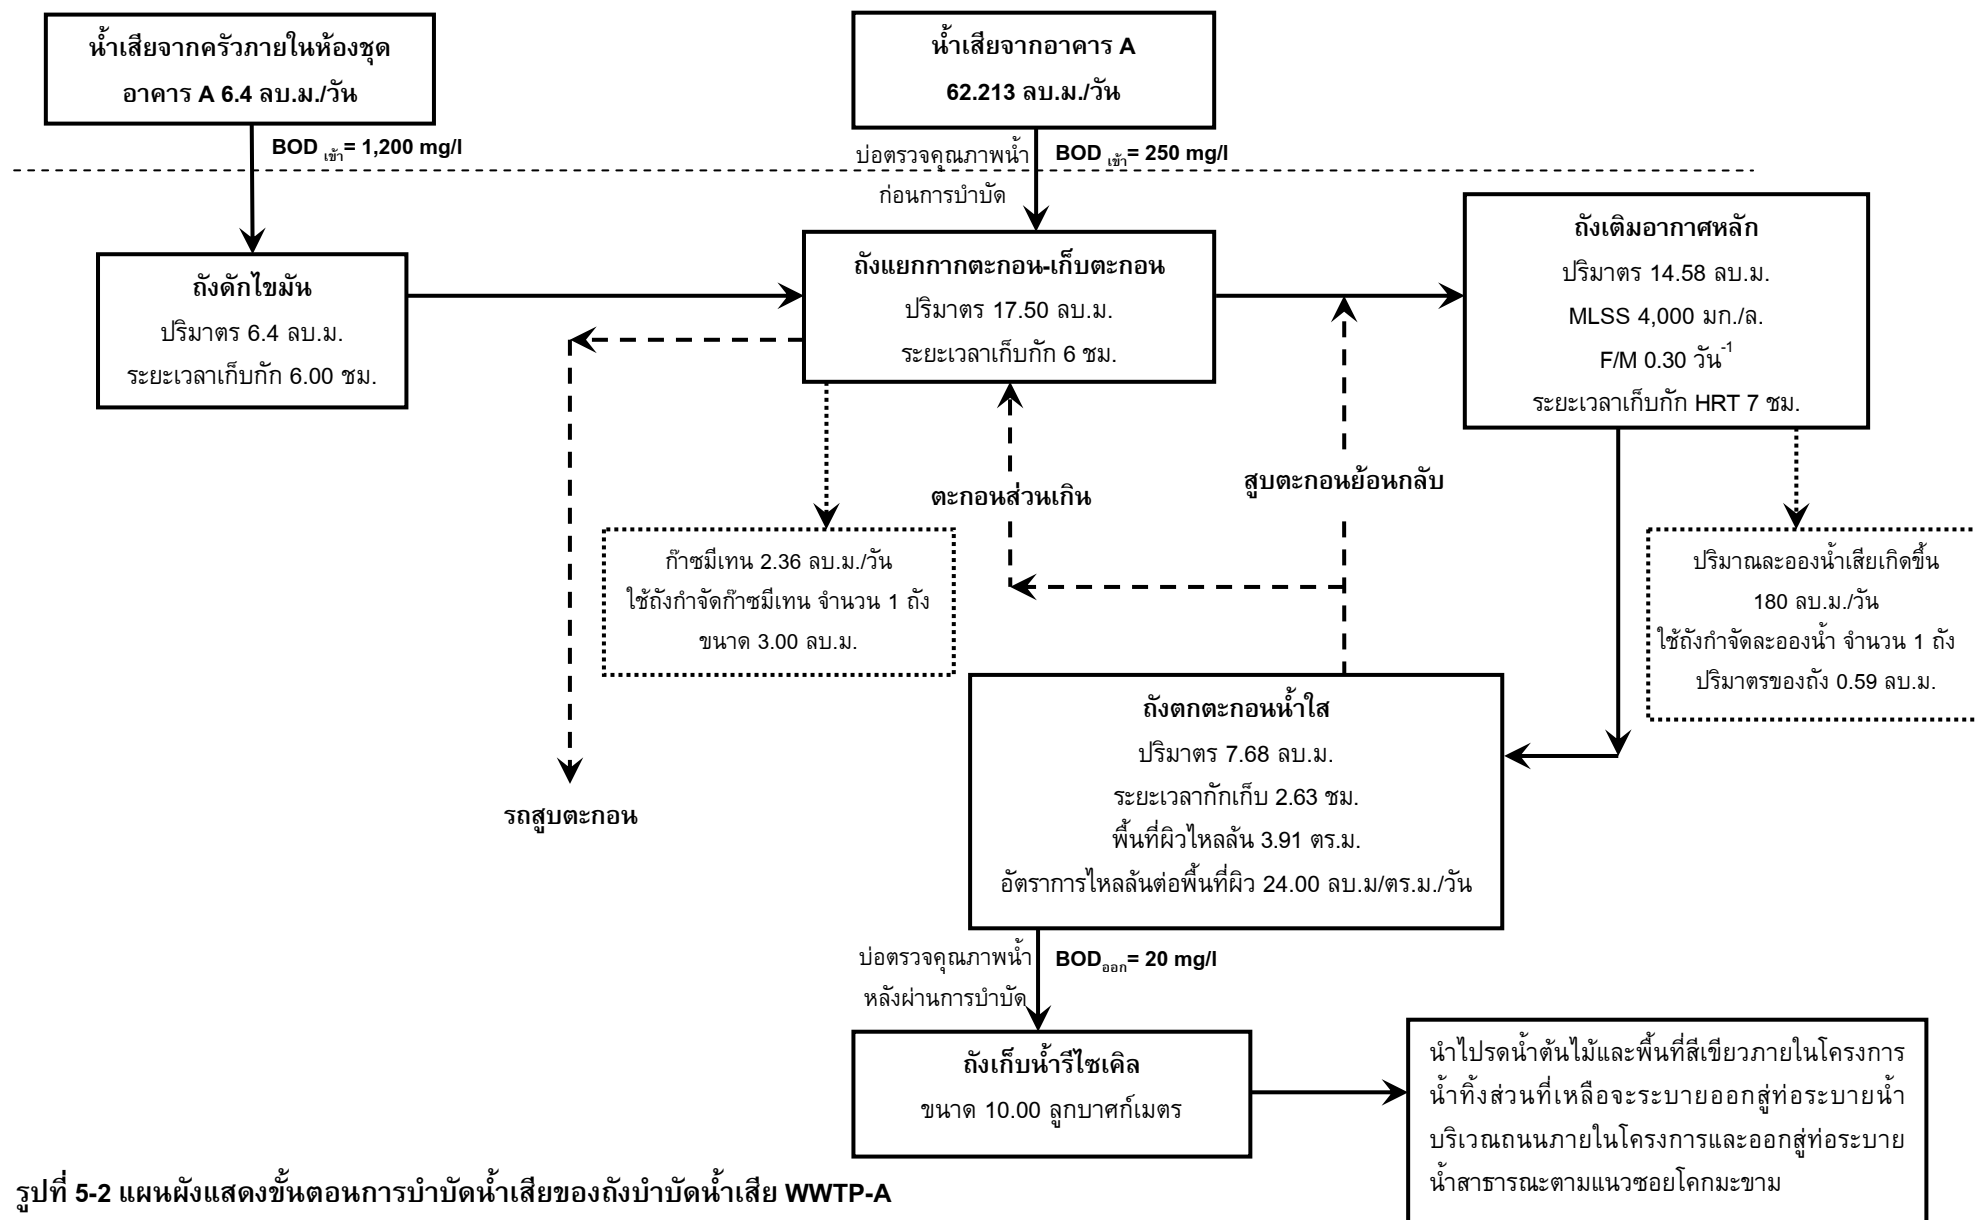 น้ำเสียจากครัวภายในห้องชุด
อาคาร A 6.4 ลบ.ม./วัน
น้ำเสียจากอาคาร A
62.213 ลบ.ม./วัน
BOD เข้า= 1,200 mg/l
บ่อตรวจคุณภาพน้ำ
ก่อนการบำบัด
BOD เข้า= 250 mg/l
ถังดักไขมัน
ปริมาตร 6.4 ลบ.ม.
ระยะเวลาเก็บกัก 6.00 ชม.
ถังแยกกากตะกอน-เก็บตะกอน
ปริมาตร 17.50 ลบ.ม.
ระยะเวลาเก็บกัก 6 ชม.
ถังเติมอากาศหลัก
ปริมาตร 14.58 ลบ.ม.
MLSS 4,000 มก./ล.
F/M 0.30 วัน-1
ระยะเวลาเก็บกัก HRT 7 ชม.
ตะกอนส่วนเกิน
สูบตะกอนย้อนกลับ
ก๊าซมีเทน 2.36 ลบ.ม./วัน
ใช้ถังกำจัดก๊าซมีเทน จำนวน 1 ถัง
ขนาด 3.00 ลบ.ม.
ปริมาณละอองน้ำเสียเกิดขึ้น
180 ลบ.ม./วัน
ใช้ถังกำจัดละอองน้ำ จำนวน 1 ถัง
ปริมาตรของถัง 0.59 ลบ.ม.
รถสูบตะกอน
ถังตกตะกอนน้ำใส
ปริมาตร 7.68 ลบ.ม.
ระยะเวลากักเก็บ 2.63 ชม.
พื้นที่ผิวไหลล้น 3.91 ตร.ม.
อัตราการไหลล้นต่อพื้นที่ผิว 24.00 ลบ.ม/ตร.ม./วัน
บ่อตรวจคุณภาพน้ำ
หลังผ่านการบำบัด
BODออก= 20 mg/l
ถังเก็บน้ำรีไซเคิล
ขนาด 10.00 ลูกบาศก์เมตร
นำไปรดน้ำต้นไม้และพื้นที่สีเขียวภายในโครงการ
น้ำทิ้งส่วนที่เหลือจะระบายออกสู่ท่อระบายน้ำ
บริเวณถนนภายในโครงการและออกสู่ท่อระบาย
น้ำสาธารณะตามแนวซอยโคกมะขาม
รูปที่ 5-2 แผนผังแสดงขั้นตอนการบำบัดน้ำเสียของถังบำบัดน้ำเสีย WWTP-A